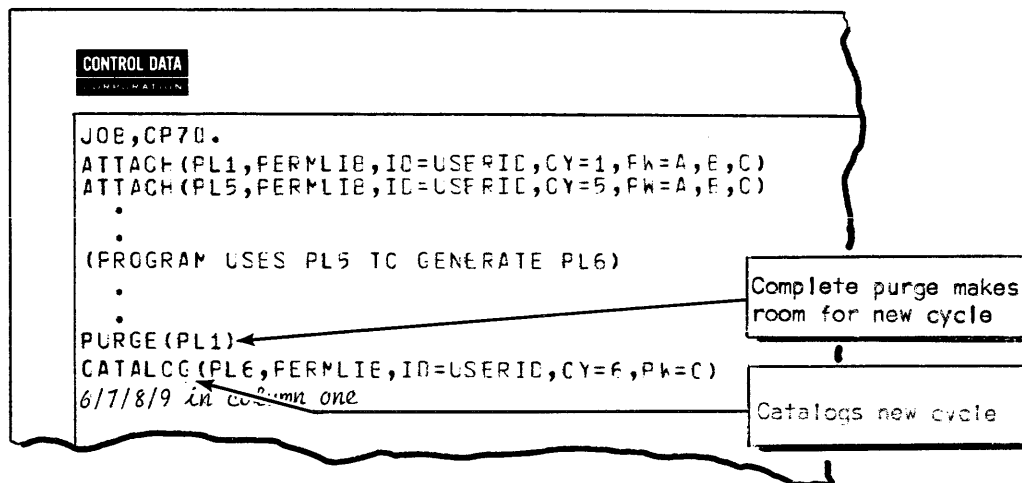 CONTROL DATA
CORPORATION
JOB,CP70.
ATTACH(PL1,PERMLIB,ID=USERID,CY=1,PW=A,B,C)
ATTACH(PL5,PERMLIB,ID=USERID,CY=5,PW=A,B,C)
.
.
(PROGRAM USES PL5 TO GENERATE PL6)
.
.
PURGE(PL1)
CATALOG(PL6,PERMLIB,ID=USERID,CY=6,PW=C)
6/7/8/9 in column one
Complete purge makes
room for new cycle
Catalogs new cycle